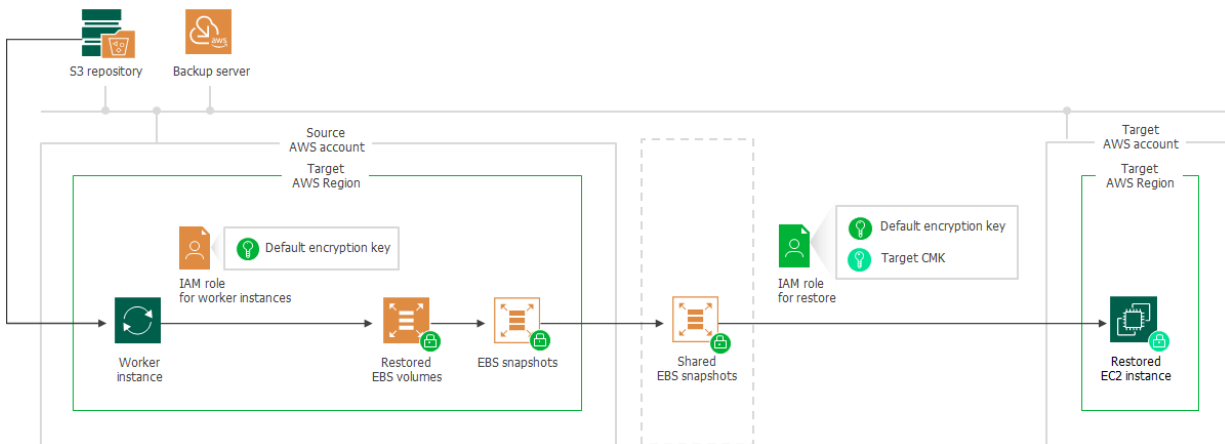 aws
S3 repository
Backup server
Source
AWS account
Target
AWS account
Target
AWS Region
Target
AWS Region
Default encryption key
Default encryption key
Target CMK
IAM role
for worker instances
IAM role
for restore
Worker
instance
Restored
EBS volumes
EBS snapshots
Shared
EBS snapshots
Restored
EC2 instance